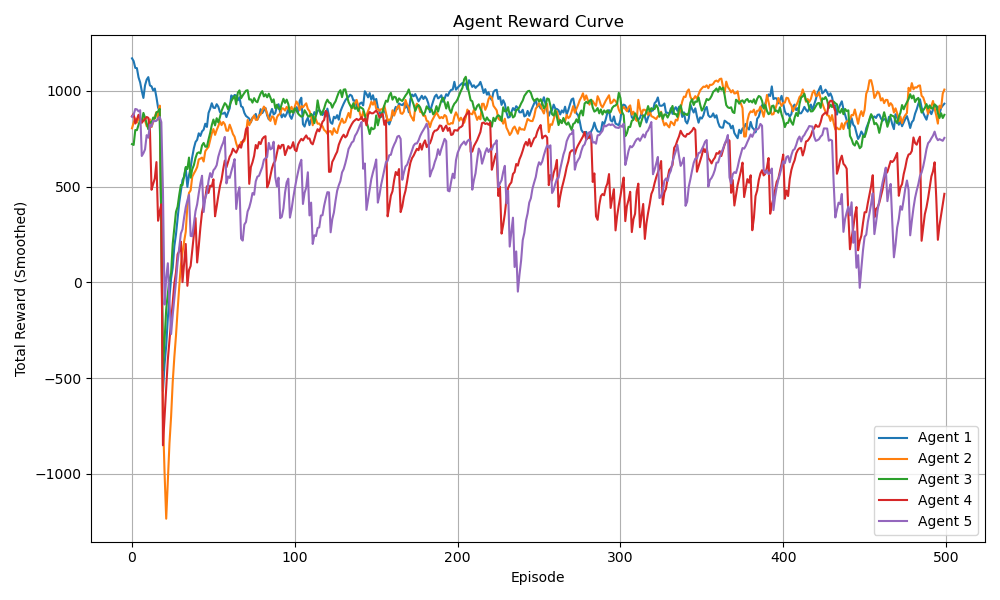 Agent Reward Curve
Total Reward (Smoothed)
1000
500
0
−500
−1000
0 100 200 300 400 500
Episode
Agent 1
Agent 2
Agent 3
Agent 4
Agent 5